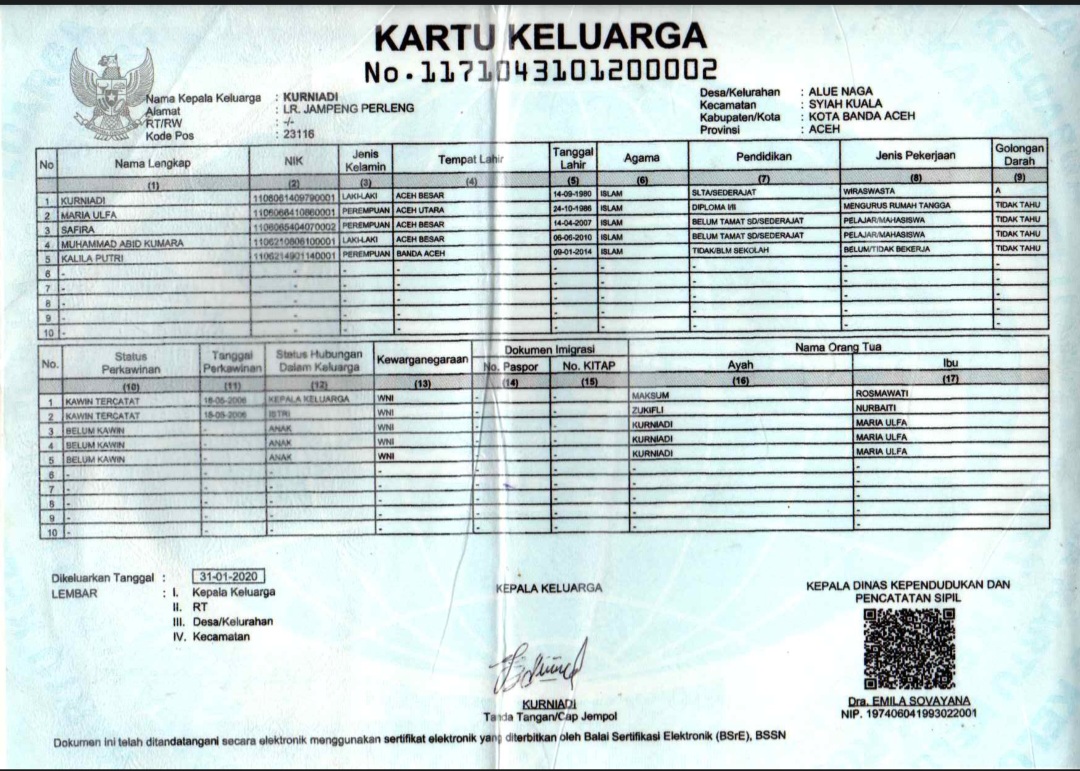 KARTU KELUARGA
No.1171043101200002
Nama Kepala Keluarga : KURNIADI
Alamat : LR. JAMPENG PERLENG
RT/RW : -/-
Kode Pos : 23116
Desa/Kelurahan : ALUE NAGA
Kecamatan : SYIAH KUALA
Kabupaten/Kota : KOTA BANDA ACEH
Provinsi : ACEH
No Nama Lengkap NIK Jenis Kelamin Tempat Lahir Tanggal Lahir Agama Pendidikan Jenis Pekerjaan Golongan Darah
(1) (2) (3) (4) (5) (6) (7) (8) (9)
1 KURNIADI 1106061409790001 LAKI-LAKI ACEH BESAR 14-09-1980 ISLAM SLTA/SEDERAJAT WIRASWASTA A
2 MARIA ULFA 1106066410860001 PEREMPUAN ACEH UTARA 24-10-1986 ISLAM DIPLOMA I/II MENGURUS RUMAH TANGGA TIDAK TAHU
3 SAFIRA 1106065404070002 PEREMPUAN ACEH BESAR 14-04-2007 ISLAM BELUM TAMAT SD/SEDERAJAT PELAJAR/MAHASISWA TIDAK TAHU
4 MUHAMMAD ABID KUMARA 1106210606100001 LAKI-LAKI ACEH BESAR 06-06-2010 ISLAM BELUM TAMAT SD/SEDERAJAT PELAJAR/MAHASISWA TIDAK TAHU
5 KALILA PUTRI 1106214901140001 PEREMPUAN BANDA ACEH 09-01-2014 ISLAM TIDAK/BLM SEKOLAH BELUM/TIDAK BEKERJA TIDAK TAHU
6 - - - - - - - -
7 - - - - - - - -
8 - - - - - - - -
9 - - - - - - - -
10 - - - - - - - -
No. Status Perkawinan Tanggal Perkawinan Status Hubungan Dalam Keluarga Kewarganegaraan Dokumen Imigrasi Nama Orang Tua
No. Paspor No. KITAP Ayah Ibu
(10) (11) (12) (13) (14) (15) (16) (17)
1 KAWIN TERCATAT 18-05-2006 KEPALA KELUARGA WNI - - MAKSUM ROSMAWATI
2 KAWIN TERCATAT 18-05-2006 ISTRI WNI - - ZUKIFLI NURBAITI
3 BELUM KAWIN - ANAK WNI - - KURNIADI MARIA ULFA
4 BELUM KAWIN - ANAK WNI - - KURNIADI MARIA ULFA
5 BELUM KAWIN - ANAK WNI - - KURNIADI MARIA ULFA
6 - - - - - - - -
7 - - - - - - - -
8 - - - - - - - -
9 - - - - - - - -
10 - - - - - - - -
Dikeluarkan Tanggal : 31-01-2020
LEMBAR : I. Kepala Keluarga
II. RT
III. Desa/Kelurahan
IV. Kecamatan
KEPALA KELUARGA
KURNIADI
Tanda Tangan/Cap Jempol
KEPALA DINAS KEPENDUDUKAN DAN
PENCATATAN SIPIL
Dra. EMILA SOVAYANA
NIP. 197406041993022001
Dokumen ini telah ditandatangani secara elektronik menggunakan sertifikat elektronik yang diterbitkan oleh Balai Sertifikasi Elektronik (BSrE), BSSN